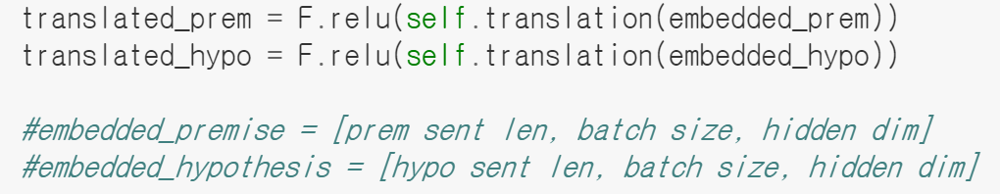 translated_prem = F.relu(self.translation(embedded_prem))
translated_hypo = F.relu(self.translation(embedded_hypo))
#embedded_premise = [prem sent len, batch size, hidden dim]
#embedded_hypothesis = [hypo sent len, batch size, hidden dim]